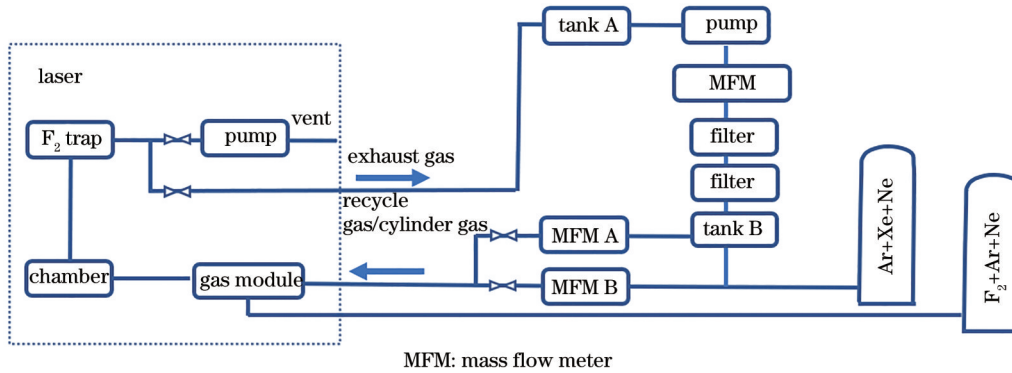 tank A
pump
laser
MFM
F₂ trap
pump
vent
filter
exhaust gas
filter
recycle
gas/cylinder gas
MFM A
tank B
Ar+Xe+Ne
F₂+Ar+Ne
chamber
gas module
MFM B
MFM: mass flow meter